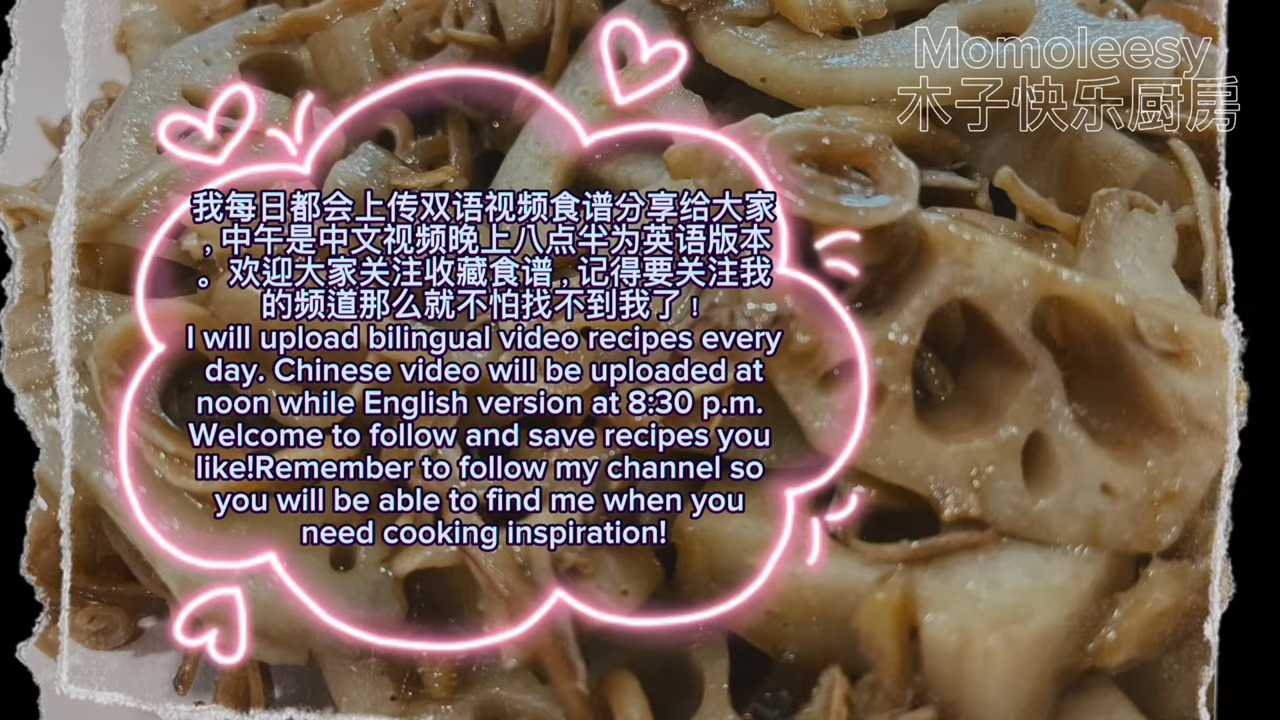 Momoleesy
木子快乐厨房
我每日都会上传双语视频食谱分享给大家
，中午是中文视频晚上八点半为英语版本
。欢迎大家关注收藏食谱，记得要关注我
的频道那么就不怕找不到我了！
I will upload bilingual video recipes every
day. Chinese video will be uploaded at
noon while English version at 8:30 p.m.
Welcome to follow and save recipes you
like!Remember to follow my channel so
you will be able to find me when you
need cooking inspiration!